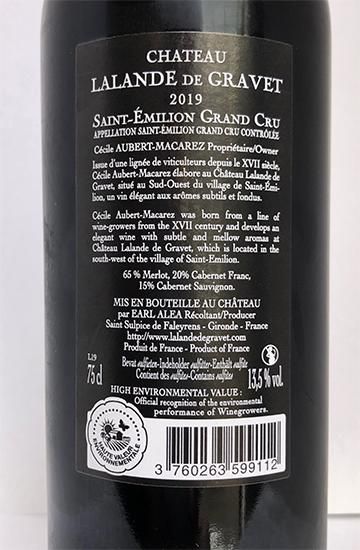 CHATEAU
LALANDE DE GRAVET
2019
SAINT-ÉMILION GRAND CRU
APPELLATION SAINT-ÉMILION GRAND CRU CONTRÔLÉE
Cécile AUBERT-MACAREZ Propriétaire/Owner
Issue d'une lignée de viticulteurs depuis le XVII siècle,
Cécile Aubert-Macarez élabore au Château Lalande de
Gravet, situé au Sud-Ouest du village de Saint-Émi-
lion, un vin élégant aux arômes subtils et fondus.
Cécile Aubert-Macarez was born from a line of
wine-growers from the XVII century and develops an
elegant wine with subtle and mellow aromas at
Château Lalande de Gravet, which is located in the
south-west of the village of Saint-Emilion.
65 % Merlot, 20% Cabernet Franc,
15% Cabernet Sauvignon.
MIS EN BOUTEILLE AU CHÂTEAU
par EARL ALEA Récoltant/Producer
Saint Sulpice de Faleyrens - Gironde - France
http://www.lalandedegravet.com
Produit de France - Product of France
L19
Bevat sulfieten-Indeholder sulfitter-Enthält sulfite
75 cl
Contient des sulfites-Contains sulfites
13,5 % vol.
HIGH ENVIRONMENTAL VALUE :
Official recognition of the environmental
performance of Winegrowers.
HAUTE VALEUR
ENVIRONNEMENTALE
3 760263 599112